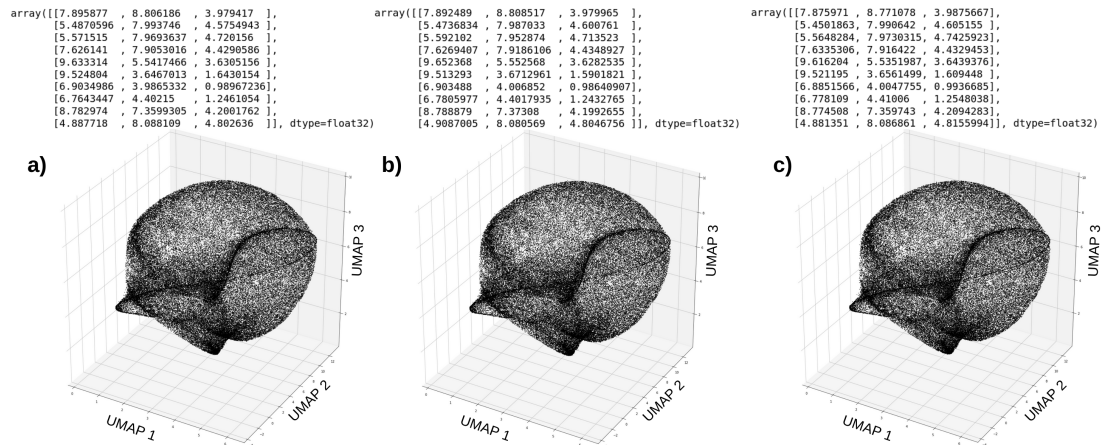 array([[7.895877 , 8.806186 , 3.979417 ],
[5.4870596 , 7.993746 , 4.5754943 ],
[5.571515 , 7.9693637 , 4.720156 ],
[7.626141 , 7.9053016 , 4.4290586 ],
[9.633314 , 5.5417466 , 3.6305156 ],
[9.524804 , 3.6467013 , 1.6430154 ],
[6.9034986 , 3.9865332 , 0.98967236],
[6.7643447 , 4.40215 , 1.2461054 ],
[8.782974 , 7.3599305 , 4.2001762 ],
[4.887718 , 8.088109 , 4.802636 ]], dtype=float32)
array([[7.892489 , 8.808517 , 3.979965 ],
[5.4736834 , 7.987033 , 4.600761 ],
[5.592102 , 7.952874 , 4.713523 ],
[7.6269407 , 7.9186106 , 4.4348927 ],
[9.652368 , 5.552568 , 3.6282535 ],
[9.513293 , 3.6712961 , 1.5901821 ],
[6.903488 , 4.006852 , 0.98640907],
[6.7805977 , 4.4017935 , 1.2432765 ],
[8.788879 , 7.37308 , 4.1992655 ],
[4.9087005 , 8.080569 , 4.8046756 ]], dtype=float32)
array([[7.875971 , 8.771078 , 3.9875667],
[5.4501863, 7.990642 , 4.605155 ],
[5.5648284, 7.9730315, 4.7425923],
[7.6335306, 7.916422 , 4.4329453],
[9.616204 , 5.5351987, 3.6439376],
[9.521195 , 3.6561499, 1.609448 ],
[6.8851566, 4.0047755, 0.9936685],
[6.778109 , 4.41006 , 1.2548038],
[8.774508 , 7.359743 , 4.2094283],
[4.881351 , 8.086861 , 4.8155994]], dtype=float32)
a)
UMAP 1
UMAP 2
UMAP 3
b)
UMAP 1
UMAP 2
UMAP 3
c)
UMAP 1
UMAP 2
UMAP 3